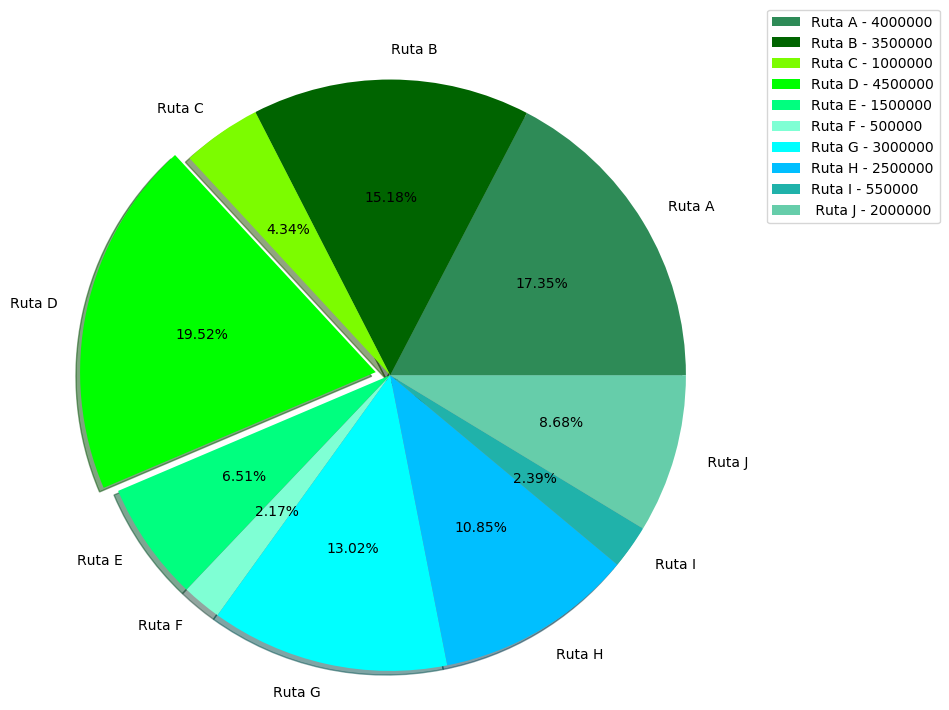 Ruta A - 4000000
Ruta B - 3500000
Ruta C - 1000000
Ruta D - 4500000
Ruta E - 1500000
Ruta F - 500000
Ruta G - 3000000
Ruta H - 2500000
Ruta I - 550000
Ruta J - 2000000
Ruta B
Ruta C
15.18%
Ruta A
4.34%
17.35%
Ruta D
19.52%
8.68%
Ruta J
6.51%
2.39%
2.17%
10.85%
13.02%
Ruta E
Ruta I
Ruta F
Ruta H
Ruta G